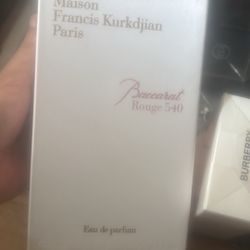 Maison
Francis Kurkdjian
Paris
Baccarat
Rouge 540
Eau de parfum
BURBERRY